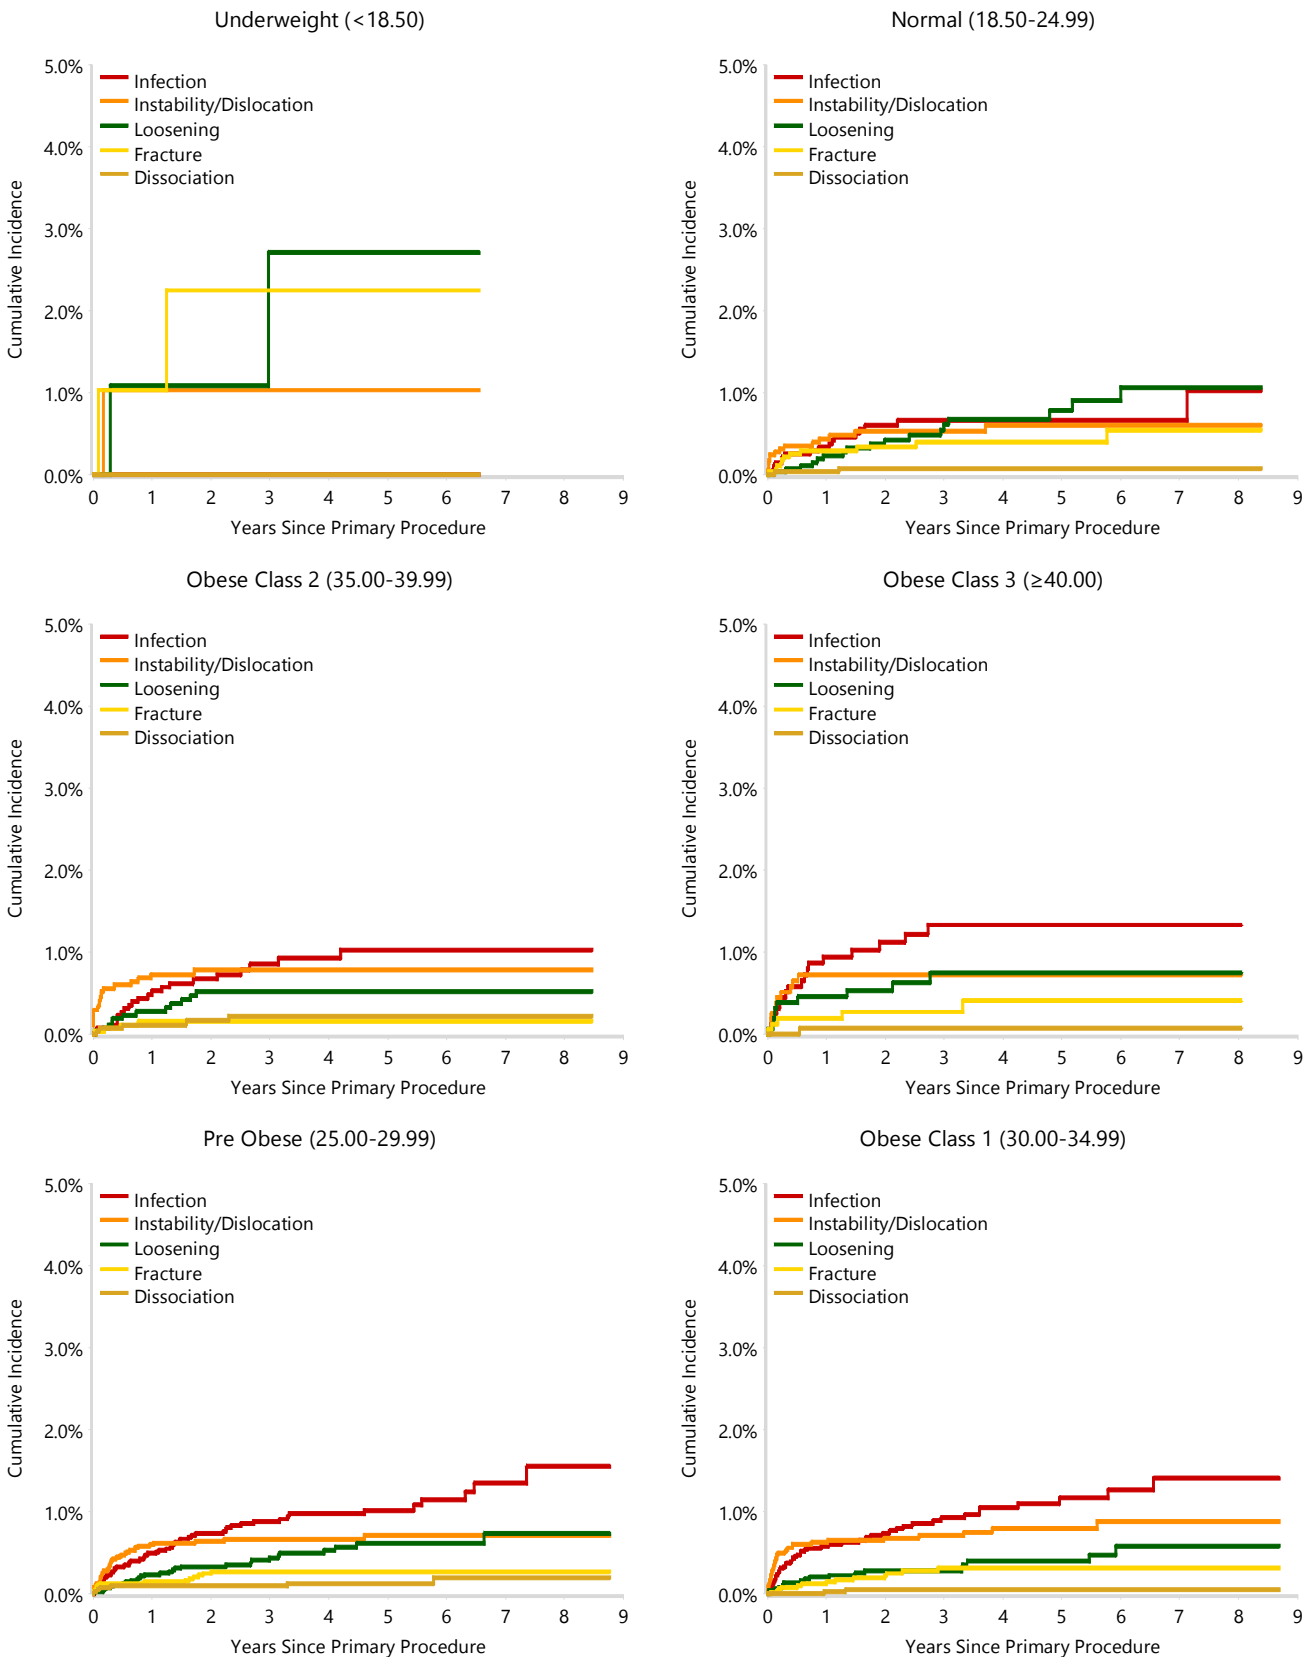 Underweight (<18.50)
5.0%
4.0%
3.0%
2.0%
1.0%
0.0%
Cumulative Incidence
Infection
Instability/Dislocation
Loosening
Fracture
Dissociation
0 1 2 3 4 5 6 7 8 9
Years Since Primary Procedure
Normal (18.50-24.99)
5.0%
4.0%
3.0%
2.0%
1.0%
0.0%
Cumulative Incidence
Infection
Instability/Dislocation
Loosening
Fracture
Dissociation
0 1 2 3 4 5 6 7 8 9
Years Since Primary Procedure
Obese Class 2 (35.00-39.99)
5.0%
4.0%
3.0%
2.0%
1.0%
0.0%
Cumulative Incidence
Infection
Instability/Dislocation
Loosening
Fracture
Dissociation
0 1 2 3 4 5 6 7 8 9
Years Since Primary Procedure
Obese Class 3 (≥40.00)
5.0%
4.0%
3.0%
2.0%
1.0%
0.0%
Cumulative Incidence
Infection
Instability/Dislocation
Loosening
Fracture
Dissociation
0 1 2 3 4 5 6 7 8 9
Years Since Primary Procedure
Pre Obese (25.00-29.99)
5.0%
4.0%
3.0%
2.0%
1.0%
0.0%
Cumulative Incidence
Infection
Instability/Dislocation
Loosening
Fracture
Dissociation
0 1 2 3 4 5 6 7 8 9
Years Since Primary Procedure
Obese Class 1 (30.00-34.99)
5.0%
4.0%
3.0%
2.0%
1.0%
0.0%
Cumulative Incidence
Infection
Instability/Dislocation
Loosening
Fracture
Dissociation
0 1 2 3 4 5 6 7 8 9
Years Since Primary Procedure